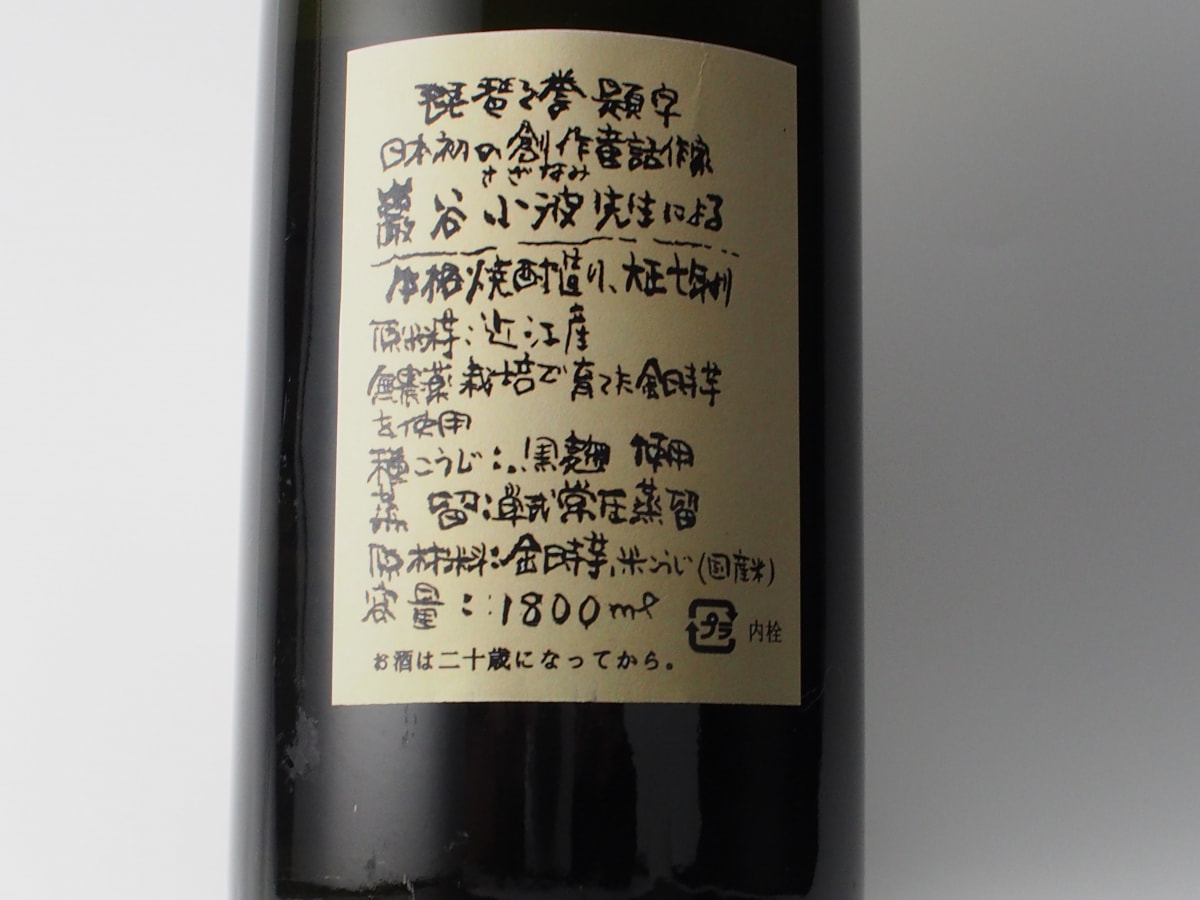 琵琶之誉 題字
日本初の創作童話作家
さざなみ
巌谷小波先生による
本格焼酎造り、大正七年より
原料芋:近江産
無農薬栽培で育てた金時芋
を使用
種こうじ:黒麹 使用
蒸留:単式常圧蒸留
原材料:金時芋、米こうじ(国産米)
容量:1800ml
プラ 内栓
お酒は二十歳になってから。